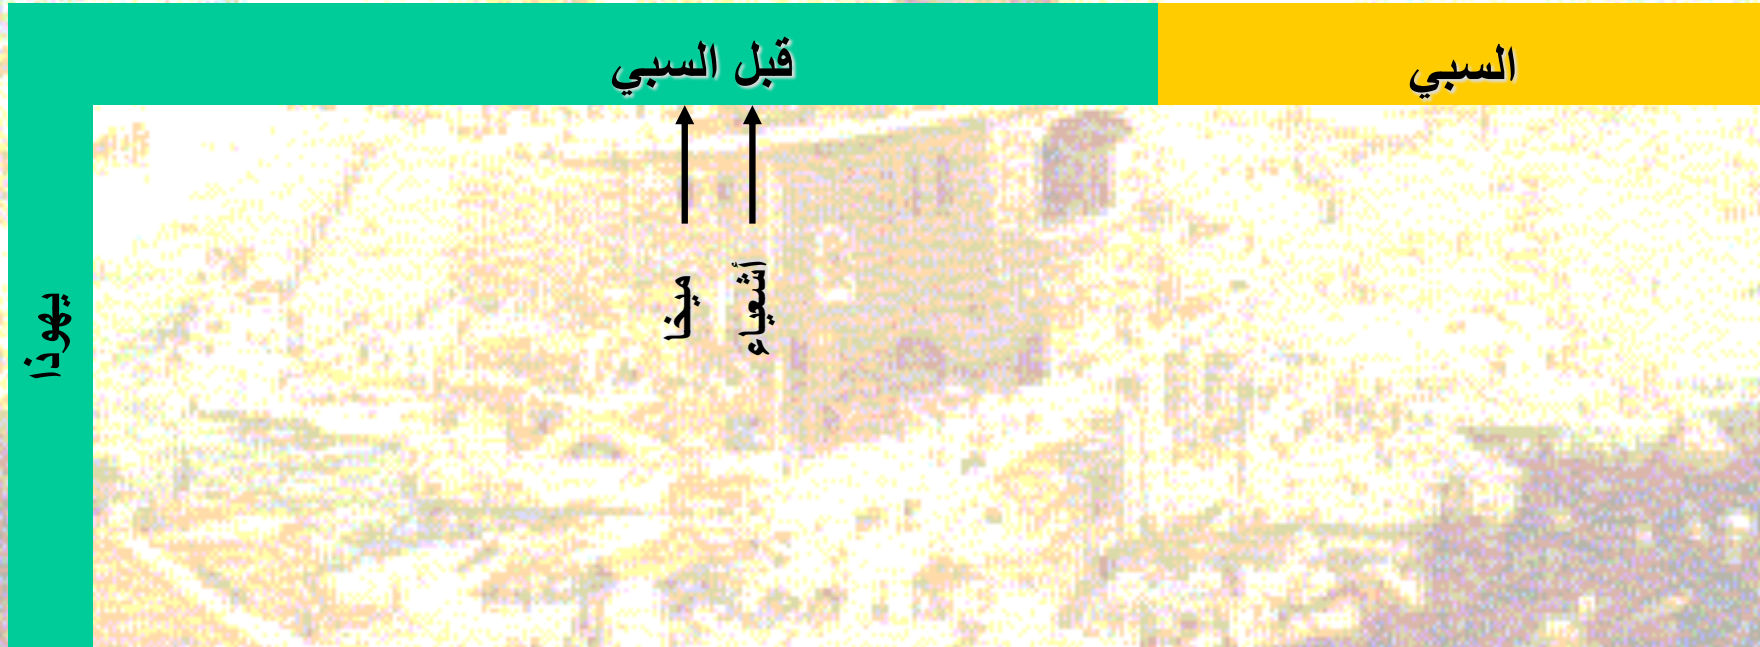 قبل السبي
السبي
ميخا
أشعياء
يهوذا